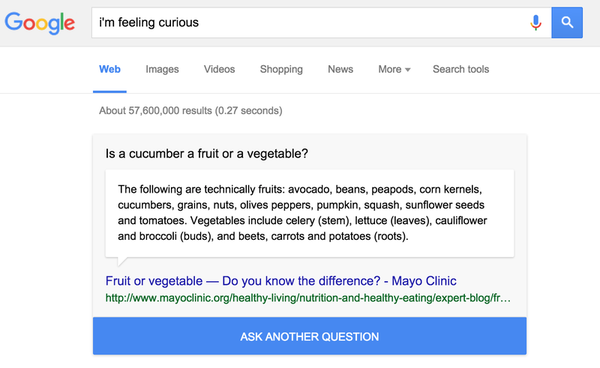 Google
i'm feeling curious
Web Images Videos Shopping News More Search tools
About 57,600,000 results (0.27 seconds)
Is a cucumber a fruit or a vegetable?
The following are technically fruits: avocado, beans, peapods, corn kernels,
cucumbers, grains, nuts, olives peppers, pumpkin, squash, sunflower seeds
and tomatoes. Vegetables include celery (stem), lettuce (leaves), cauliflower
and broccoli (buds), and beets, carrots and potatoes (roots).
Fruit or vegetable — Do you know the difference? - Mayo Clinic
http://www.mayoclinic.org/healthy-living/nutrition-and-healthy-eating/expert-blog/fr…
ASK ANOTHER QUESTION